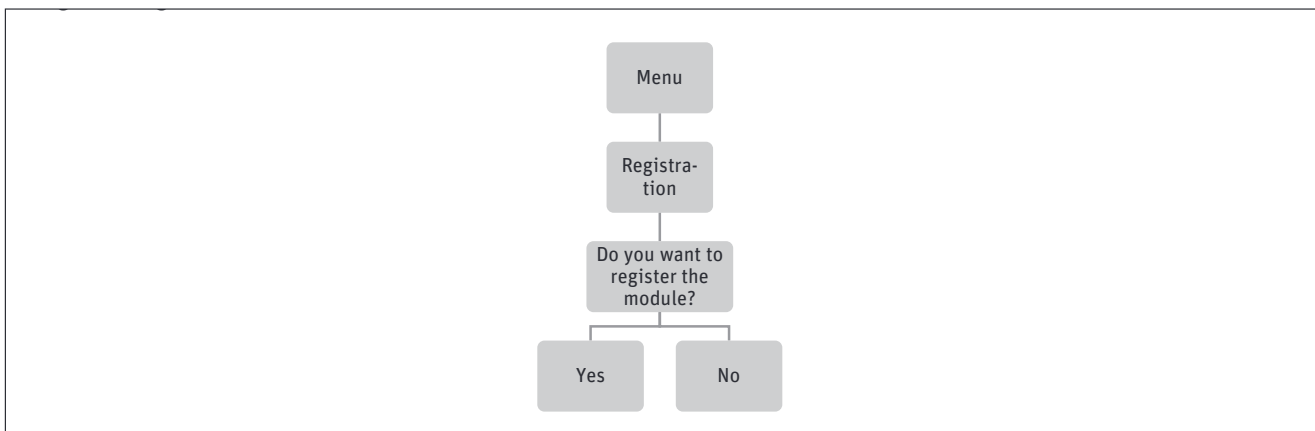 Menu
Registra-
tion
Do you want to
register the
module?
Yes
No